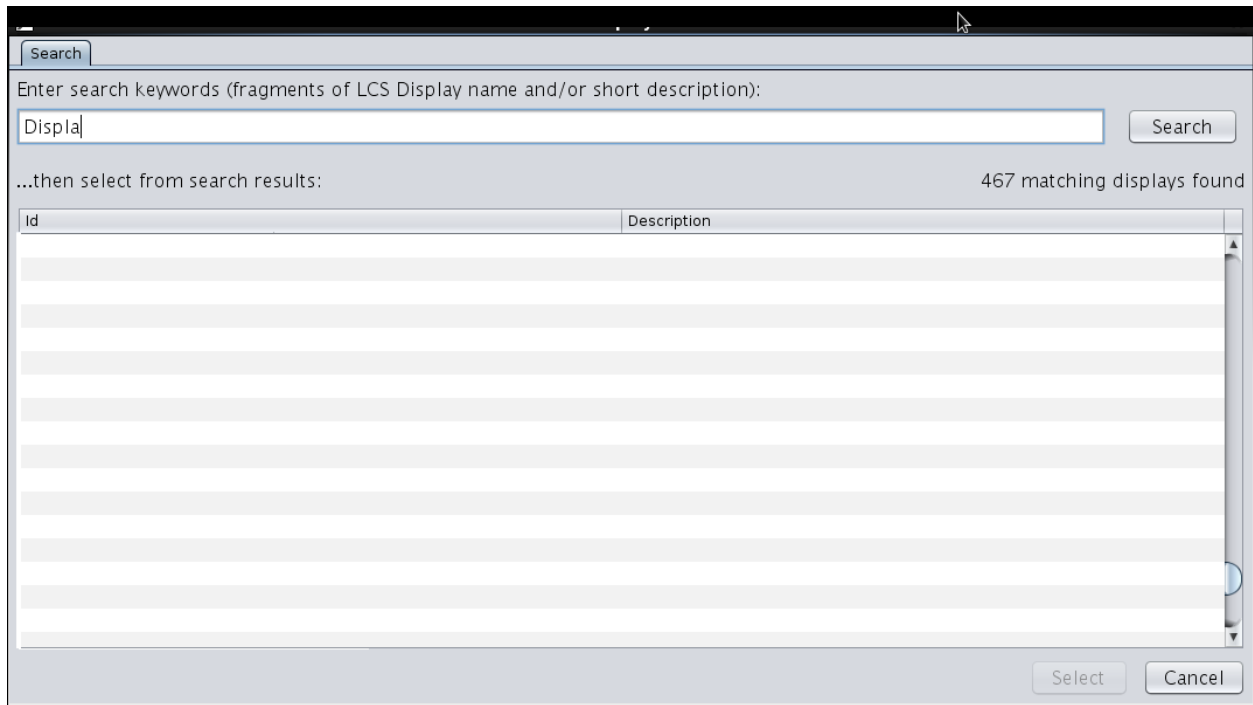 Search
Enter search keywords (fragments of LCS Display name and/or short description):
Displa
Search
...then select from search results:
467 matching displays found
Id
Description
Select
Cancel